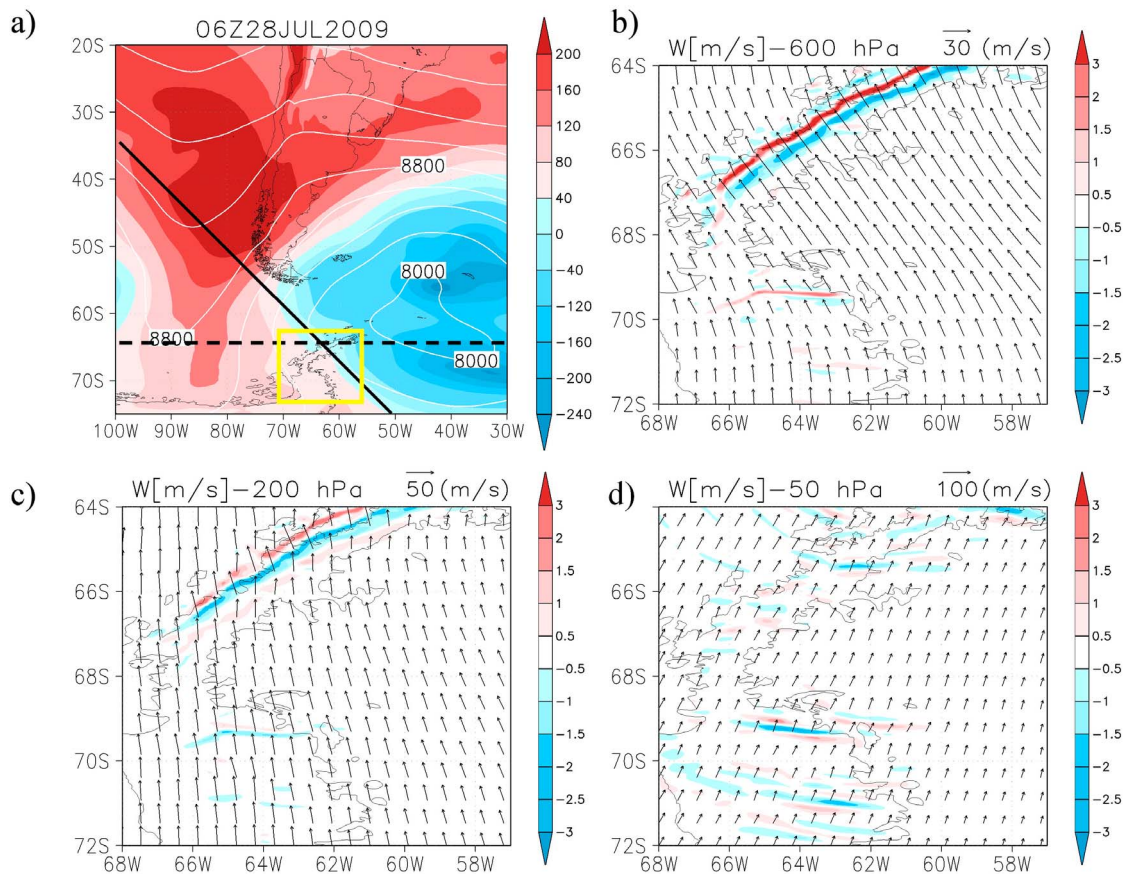 a)
06Z28JUL2009
20S
30S
40S
50S
60S
70S
100W 90W 80W 70W 60W 50W 40W 30W
8800
8000
8800
8000
200
160
120
80
40
0
-40
-80
-120
-160
-200
-240
b)
W[m/s]-600 hPa 30 (m/s)
64S
66S
68S
70S
72S
68W 66W 64W 62W 60W 58W
3
2
1.5
1
0.5
-0.5
-1
-1.5
-2
-2.5
-3
c)
W[m/s]-200 hPa 50 (m/s)
64S
66S
68S
70S
72S
68W 66W 64W 62W 60W 58W
3
2
1.5
1
0.5
-0.5
-1
-1.5
-2
-2.5
-3
d)
W[m/s]-50 hPa 100 (m/s)
64S
66S
68S
70S
72S
68W 66W 64W 62W 60W 58W
3
2
1.5
1
0.5
-0.5
-1
-1.5
-2
-2.5
-3